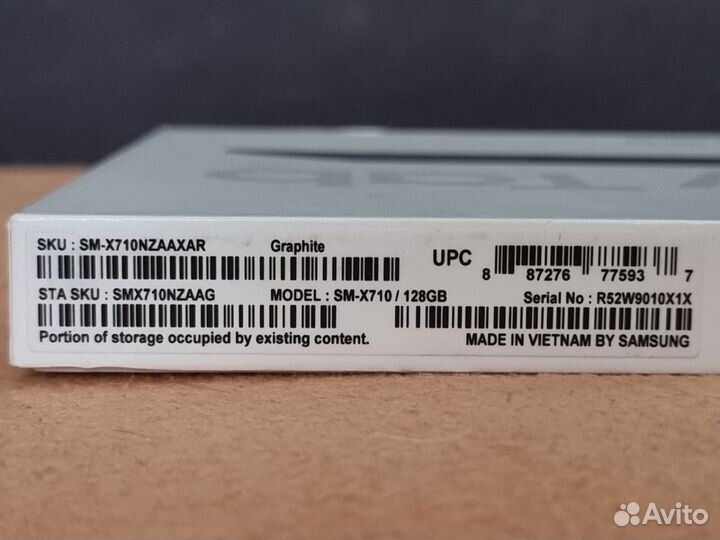 Tab
SKU : SM-X710NZAAXAR Graphite
UPC 8 87276 77593 7
STA SKU : SMX710NZAAG MODEL : SM-X710 / 128GB Serial No : R52W9010X1X
Portion of storage occupied by existing content. MADE IN VIETNAM BY SAMSUNG
Avito